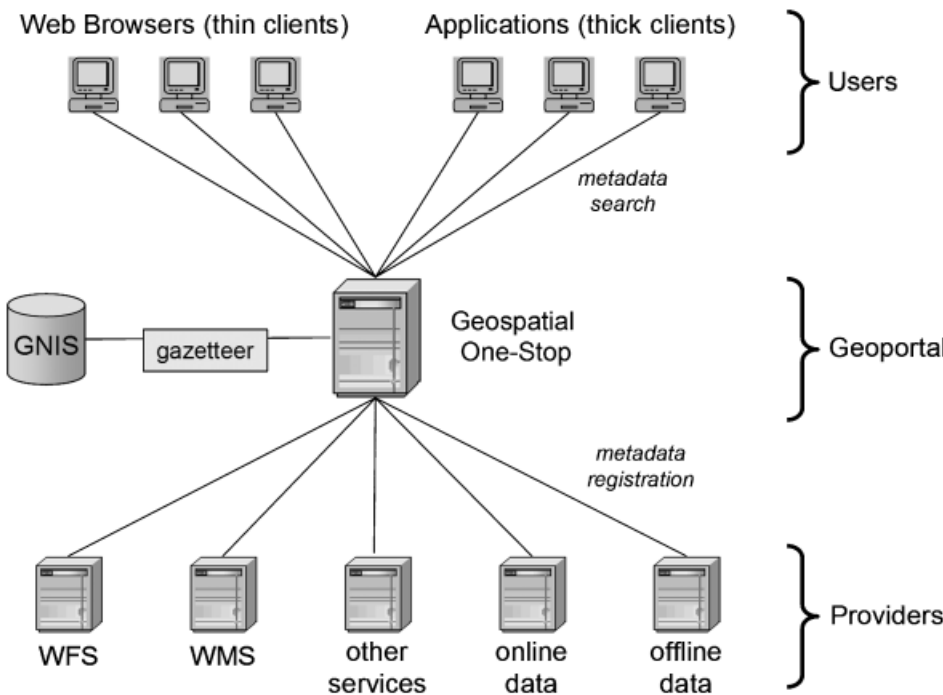 Web Browsers (thin clients)
Applications (thick clients)
Users
metadata
search
GNIS
gazetteer
Geospatial
One-Stop
Geoportal
metadata
registration
WFS
WMS
other
services
online
data
offline
data
Providers